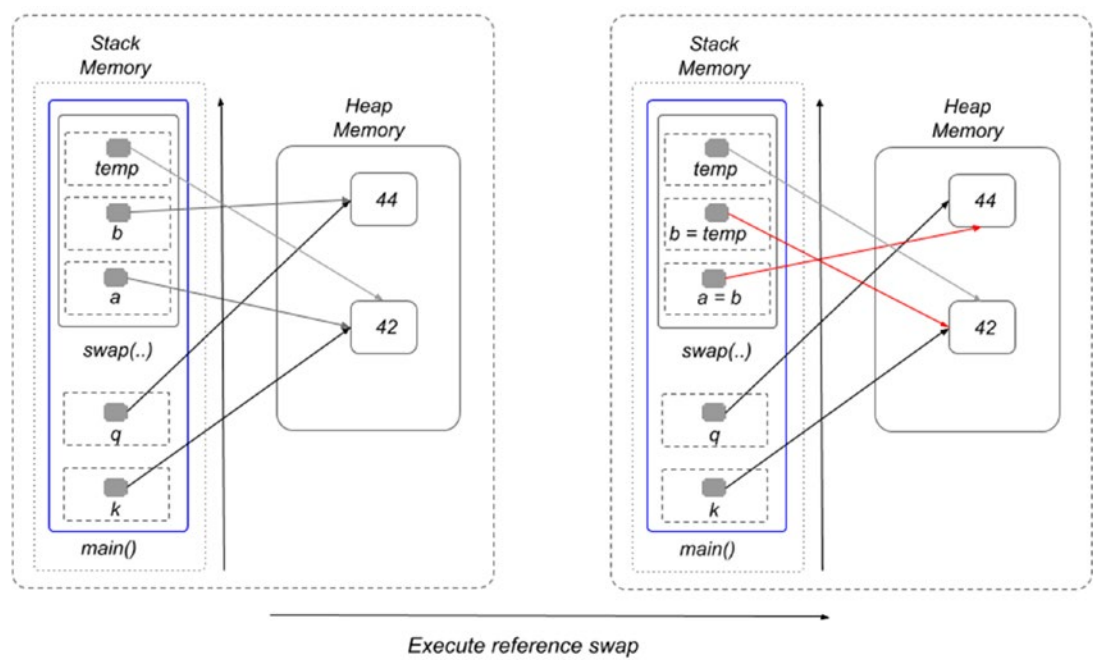 Stack
Memory
Heap
Memory
temp
b
a
swap(..)
q
k
main()
44
42
Stack
Memory
Heap
Memory
temp
b = temp
a = b
swap(..)
q
k
main()
44
42
Execute reference swap